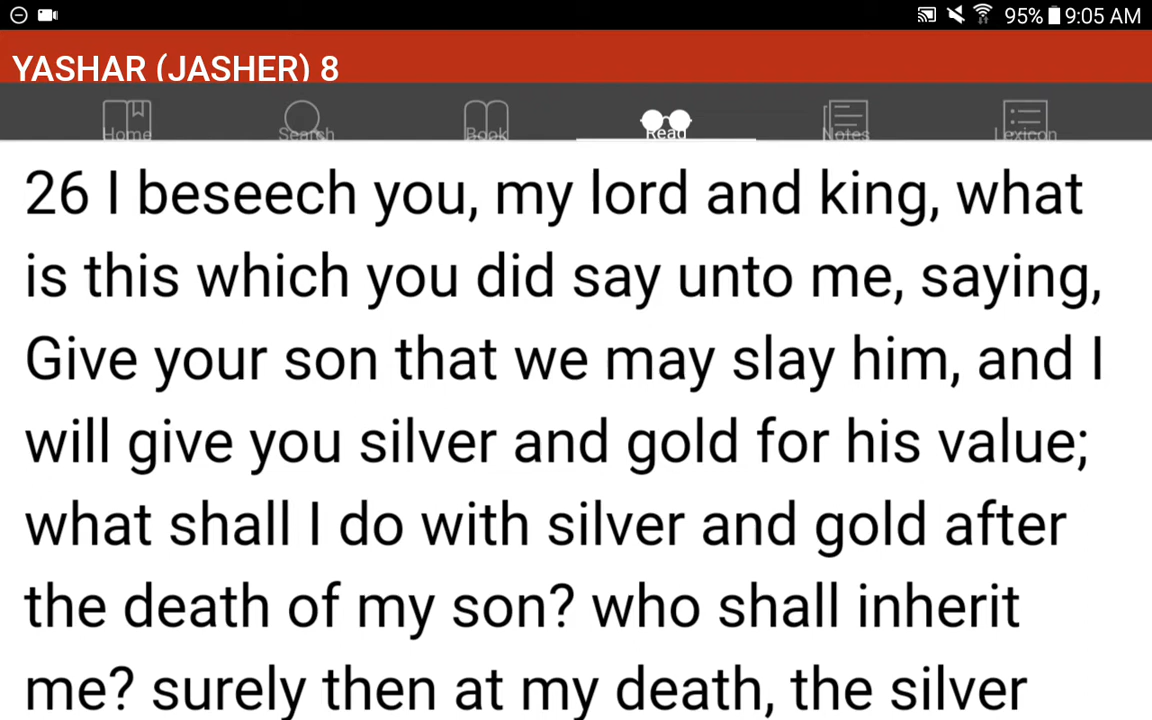 95% 9:05 AM
YASHAR (JASHER) 8
Home Search Book Read Notes Lexicon
26 I beseech you, my lord and king, what
is this which you did say unto me, saying,
Give your son that we may slay him, and I
will give you silver and gold for his value;
what shall I do with silver and gold after
the death of my son? who shall inherit
me? surely then at my death, the silver